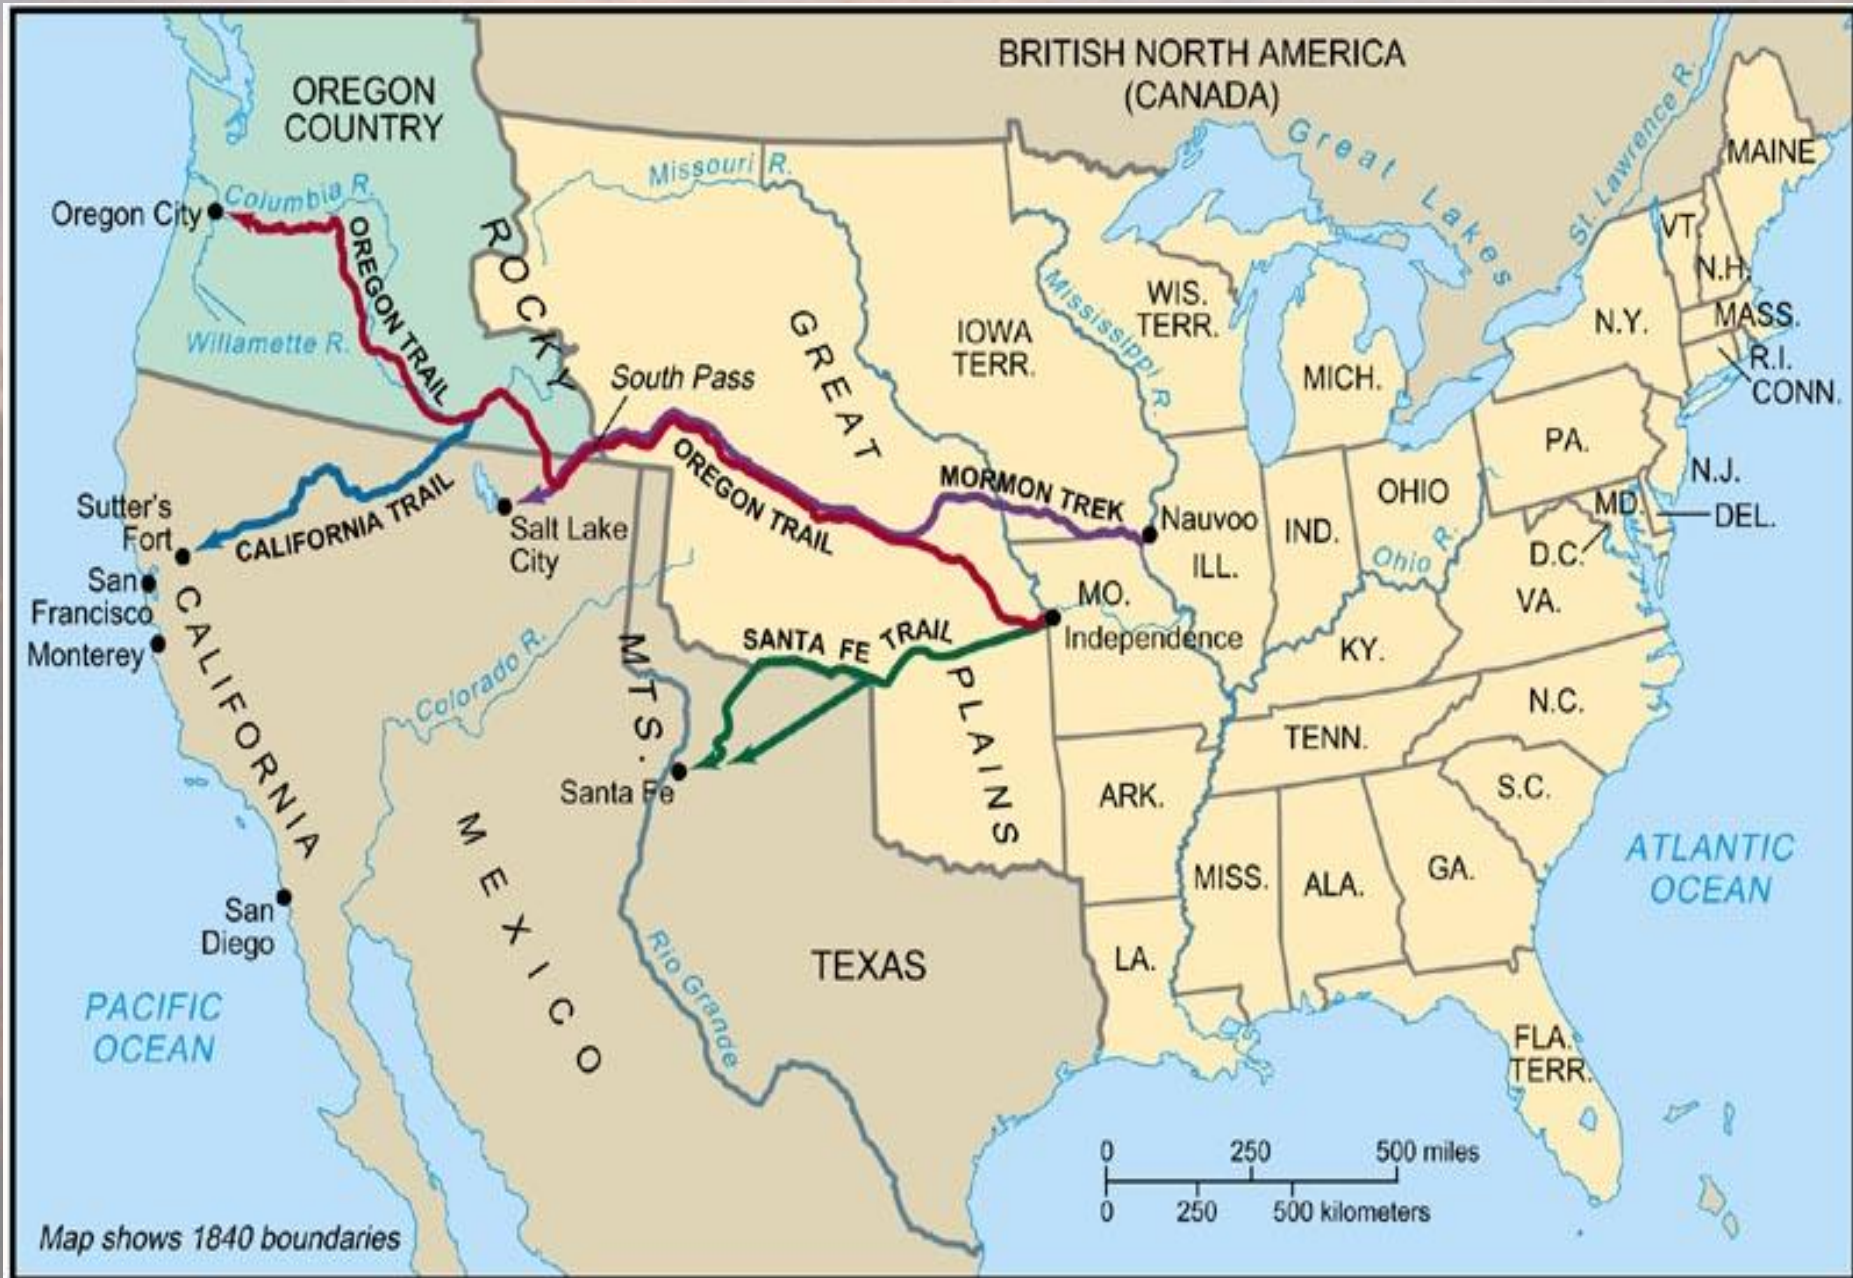 BRITISH NORTH AMERICA
(CANADA)
OREGON
COUNTRY
Great Lakes
St. Lawrence R.
MAINE
Missouri R.
Columbia R.
Oregon City
OREGON TRAIL
ROCKY
VT.
N.H.
Mississippi R.
WIS.
TERR.
GREAT
IOWA
TERR.
N.Y.
MASS.
R.I.
CONN.
Willamette R.
South Pass
MICH.
PA.
N.J.
OREGON TRAIL
MORMON TREK
OHIO
MD.
DEL.
Sutter's
Fort
CALIFORNIA TRAIL
Salt Lake
City
Nauvoo
IND.
ILL.
Ohio R.
D.C.
VA.
San
Francisco
Monterey
CALIFORNIA
MO.
Independence
MTS.
SANTA FE TRAIL
KY.
Colorado R.
PLAINS
N.C.
TENN.
Santa Fe
ARK.
S.C.
MEXICO
ATLANTIC
OCEAN
MISS.
ALA.
GA.
San
Diego
Rio Grande
TEXAS
LA.
PACIFIC
OCEAN
FLA.
TERR.
0 250 500 miles
0 250 500 kilometers
Map shows 1840 boundaries